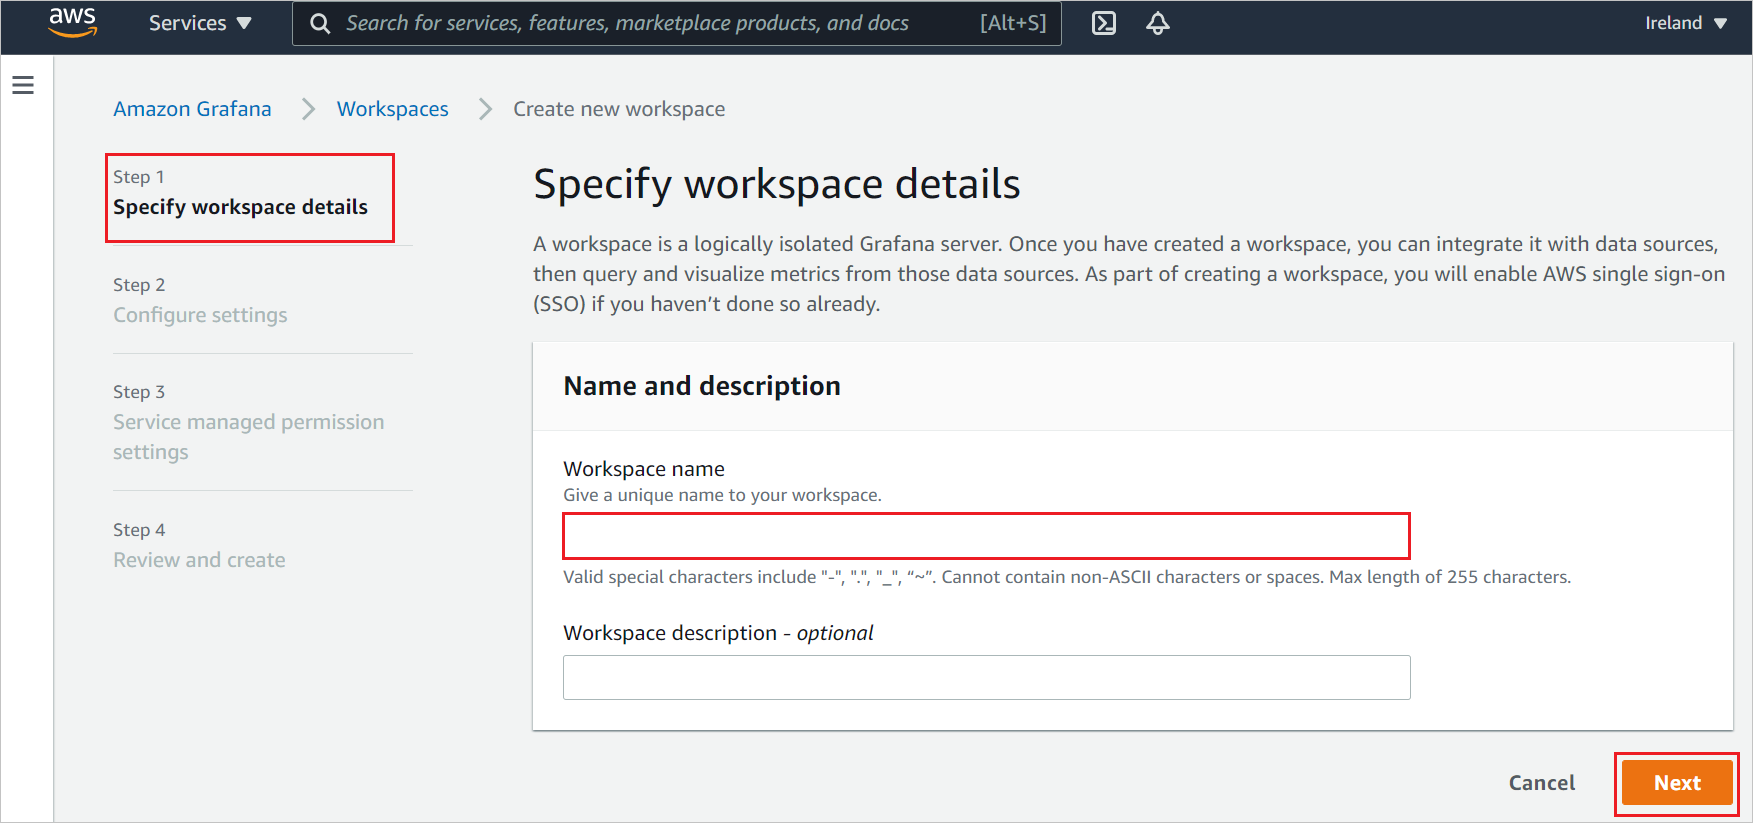 aws
Services
Search for services, features, marketplace products, and docs [Alt+S]
Ireland
Amazon Grafana
Workspaces
Create new workspace
Step 1
Specify workspace details
Step 2
Configure settings
Step 3
Service managed permission
settings
Step 4
Review and create
Specify workspace details
A workspace is a logically isolated Grafana server. Once you have created a workspace, you can integrate it with data sources,
then query and visualize metrics from those data sources. As part of creating a workspace, you will enable AWS single sign-on
(SSO) if you haven’t done so already.
Name and description
Workspace name
Give a unique name to your workspace.
Valid special characters include "-", ".", "_", “~”. Cannot contain non-ASCII characters or spaces. Max length of 255 characters.
Workspace description - optional
Cancel
Next